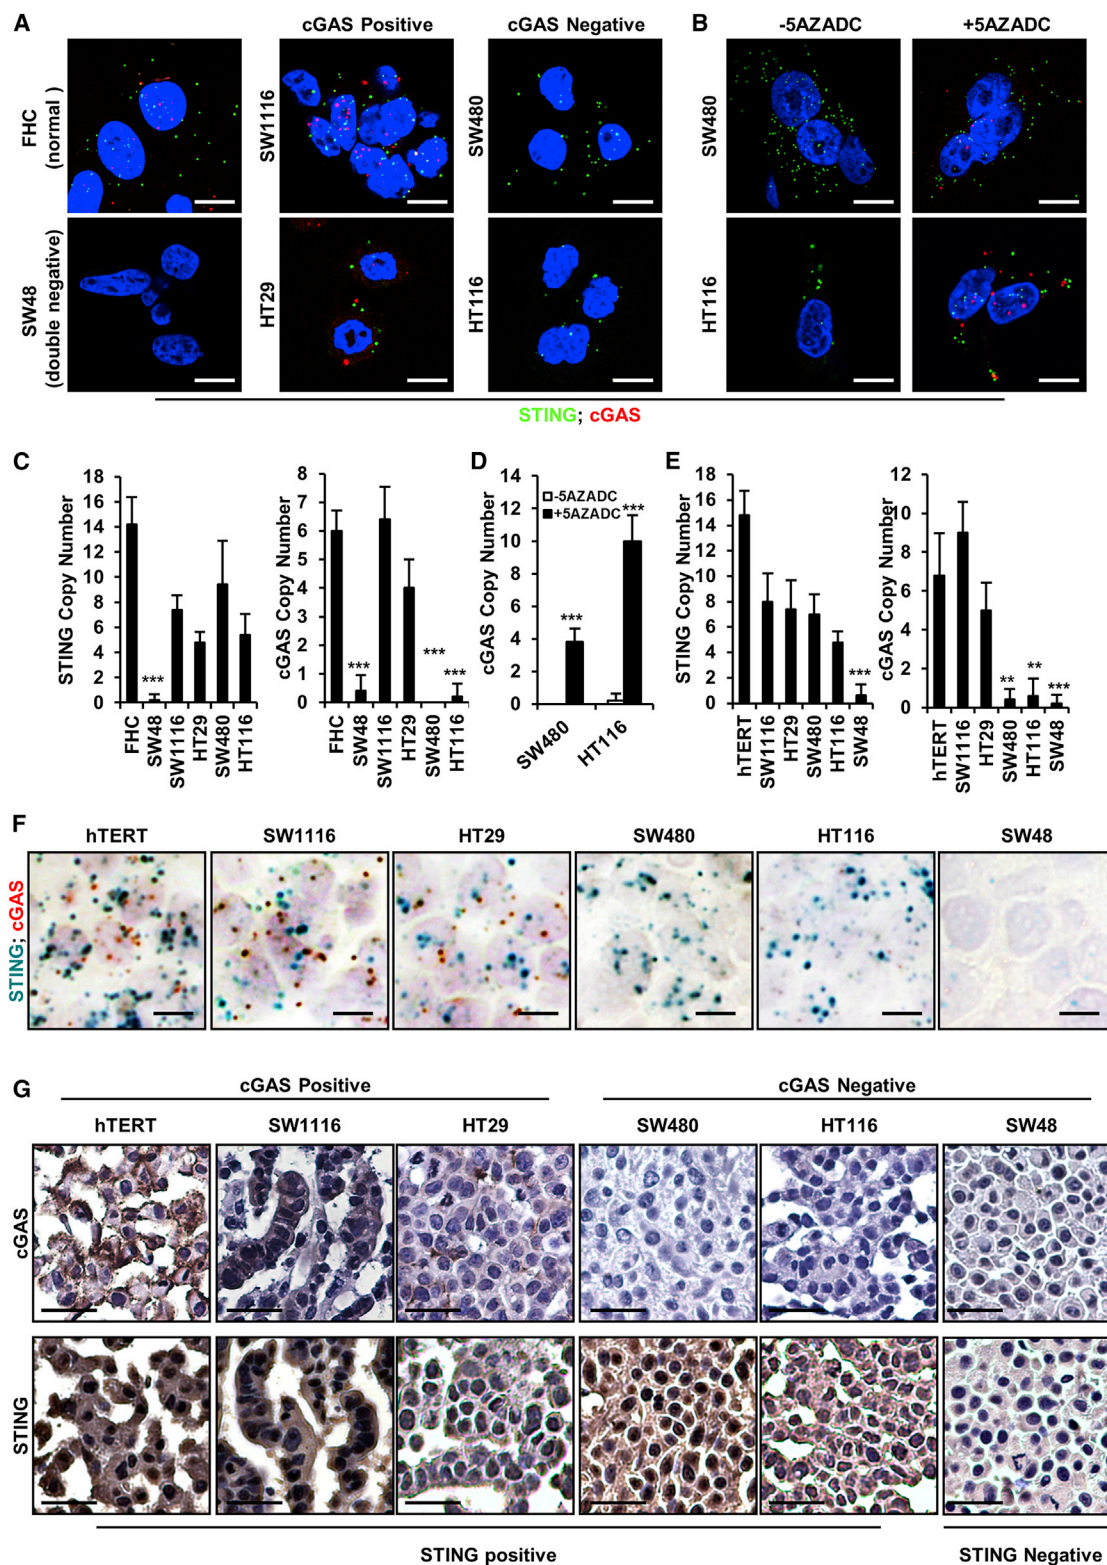 A
cGAS Positive
cGAS Negative
B
-5AZADC
+5AZADC
FHC
(normal )
SW1116
SW480
SW480
SW48
(double negative)
HT29
HT116
HT116
STING; cGAS
C
STING Copy Number
18
16
14
12
10
8
6
4
2
0
***
FHC
SW48
SW1116
HT29
SW480
HT116
cGAS Copy Number
8
7
6
5
4
3
2
1
0
***
***
***
FHC
SW48
SW1116
HT29
SW480
HT116
D
cGAS Copy Number
14
12
10
8
6
4
2
0
-5AZADC
+5AZADC
***
***
SW480
HT116
E
STING Copy Number
18
16
14
12
10
8
6
4
2
0
***
hTERT
SW1116
HT29
SW480
HT116
SW48
cGAS Copy Number
12
10
8
6
4
2
0
**
**
***
hTERT
SW1116
HT29
SW480
HT116
SW48
F
hTERT
SW1116
HT29
SW480
HT116
SW48
STING; cGAS
G
cGAS Positive
cGAS Negative
hTERT
SW1116
HT29
SW480
HT116
SW48
cGAS
STING
STING positive
STING Negative